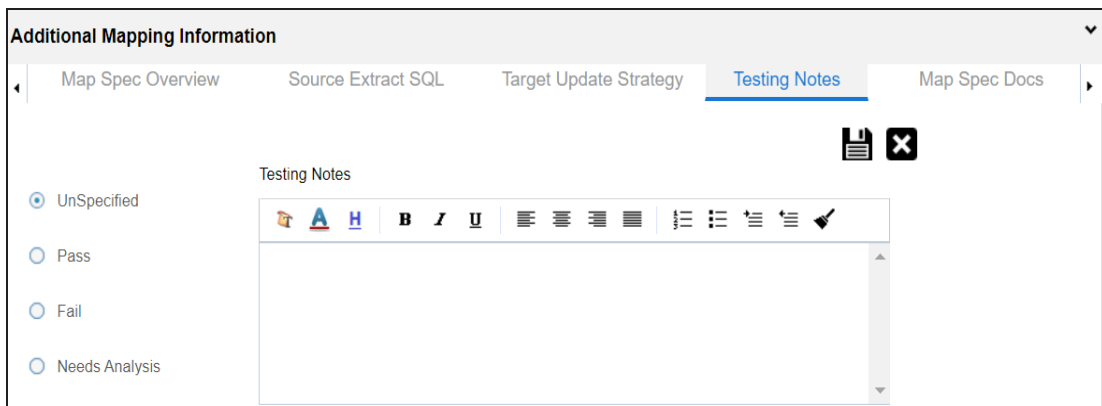 Additional Mapping Information
Map Spec Overview Source Extract SQL Target Update Strategy Testing Notes Map Spec Docs
Testing Notes
UnSpecified
A H B I U
Pass
Fail
Needs Analysis